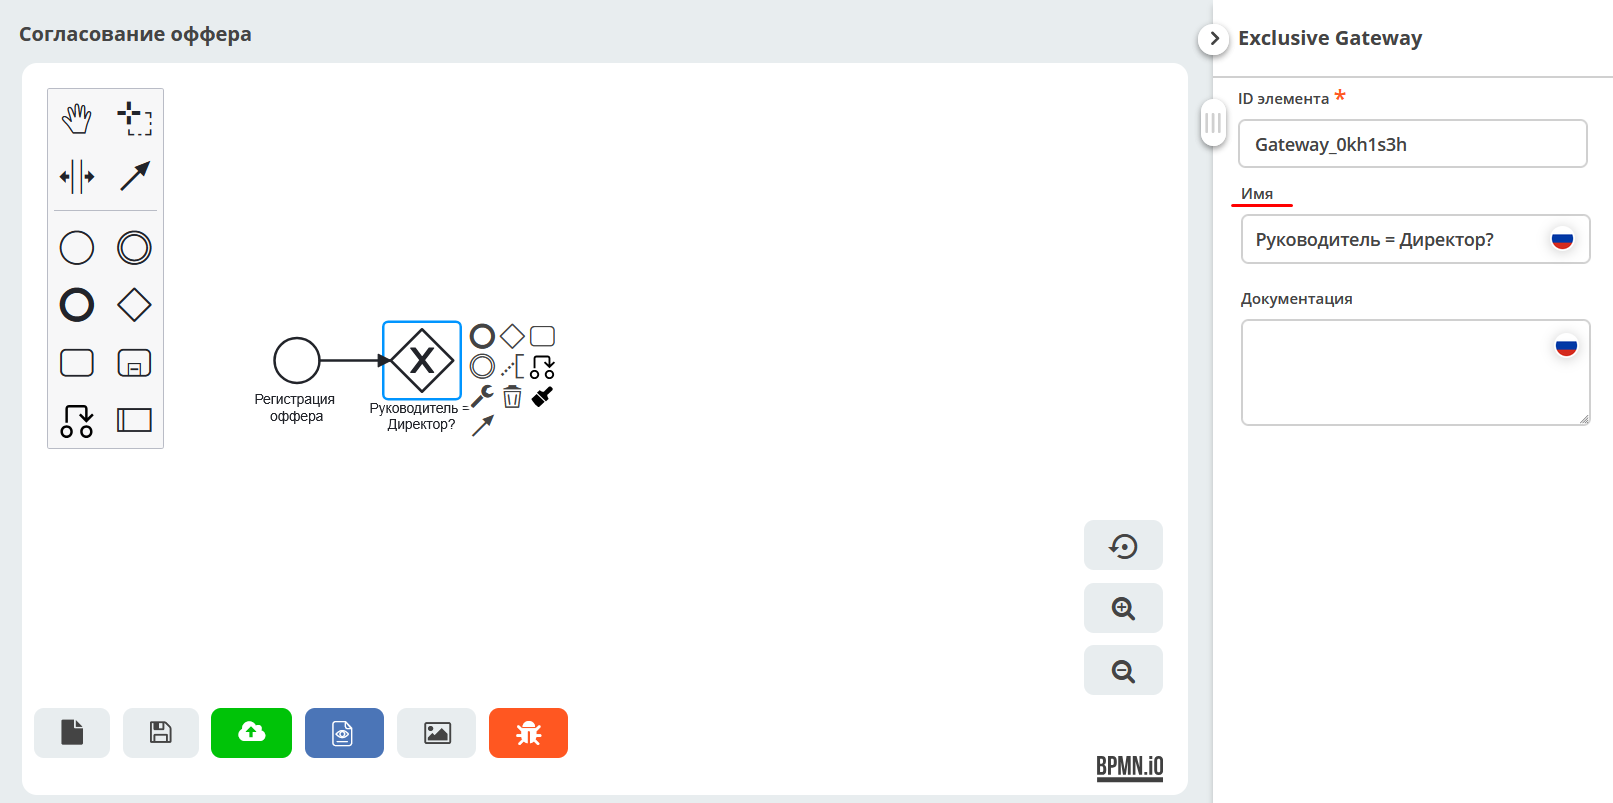 Согласование оффера
Exclusive Gateway
ID элемента *
Gateway_0kh1s3h
Имя
Руководитель = Директор?
Документация
Регистрация
оффера
Руководитель =
Директор?
BPMN.iO